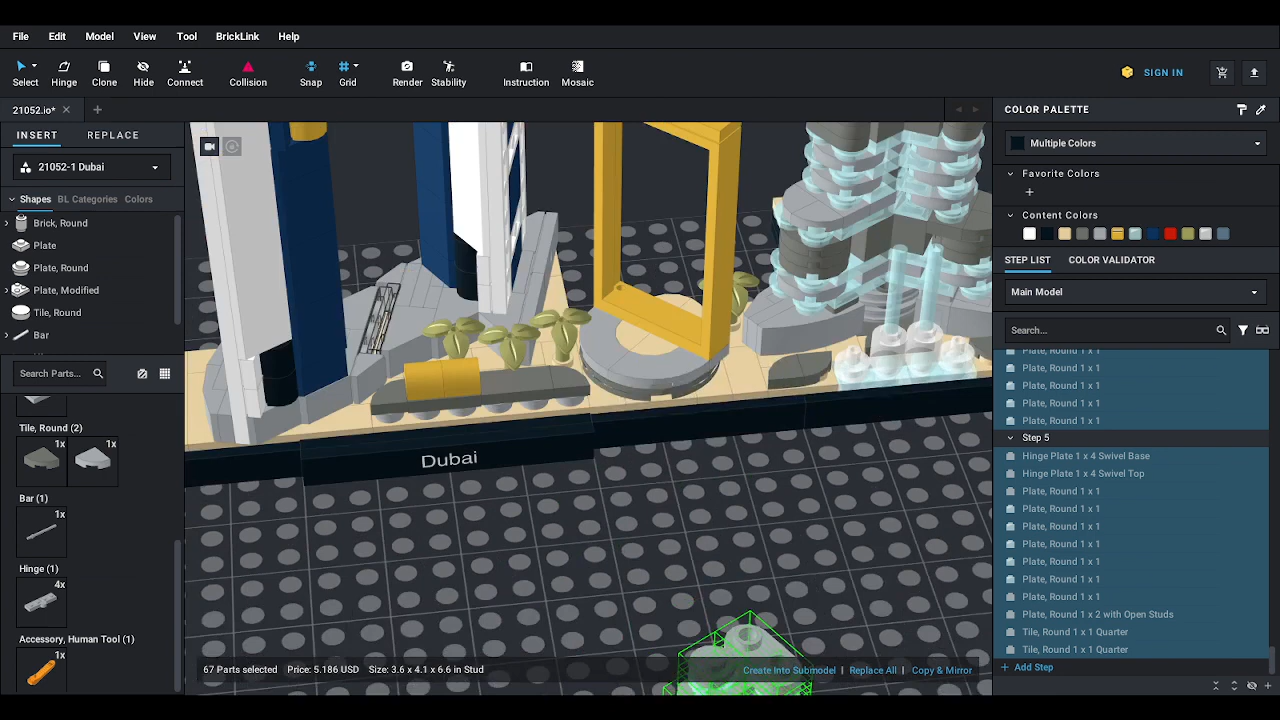 File Edit Model View Tool BrickLink Help
Select Hinge Clone Hide Connect Collision Snap Grid Render Stability Instruction Mosaic SIGN IN
21052.io*
INSERT REPLACE
21052-1 Dubai
Shapes BL Categories Colors
Brick, Round
Plate
Plate, Round
Plate, Modified
Tile, Round
Bar
Search Parts...
Tile, Round (2)
1x 1x
Bar (1)
1x
Hinge (1)
4x
Accessory, Human Tool (1)
1x
Dubai
67 Parts selected Price: 5.186 USD Size: 3.6 x 4.1 x 6.6 in Stud Create Into Submodel | Replace All | Copy & Mirror
COLOR PALETTE
Multiple Colors
Favorite Colors
Content Colors
STEP LIST COLOR VALIDATOR
Main Model
Search...
Plate, Round 1 x 1
Plate, Round 1 x 1
Plate, Round 1 x 1
Plate, Round 1 x 1
Plate, Round 1 x 1
Step 5
Hinge Plate 1 x 4 Swivel Base
Hinge Plate 1 x 4 Swivel Top
Plate, Round 1 x 1
Plate, Round 1 x 1
Plate, Round 1 x 1
Plate, Round 1 x 1
Plate, Round 1 x 1
Plate, Round 1 x 1
Plate, Round 1 x 1
Plate, Round 1 x 2 with Open Studs
Tile, Round 1 x 1 Quarter
Tile, Round 1 x 1 Quarter
+ Add Step